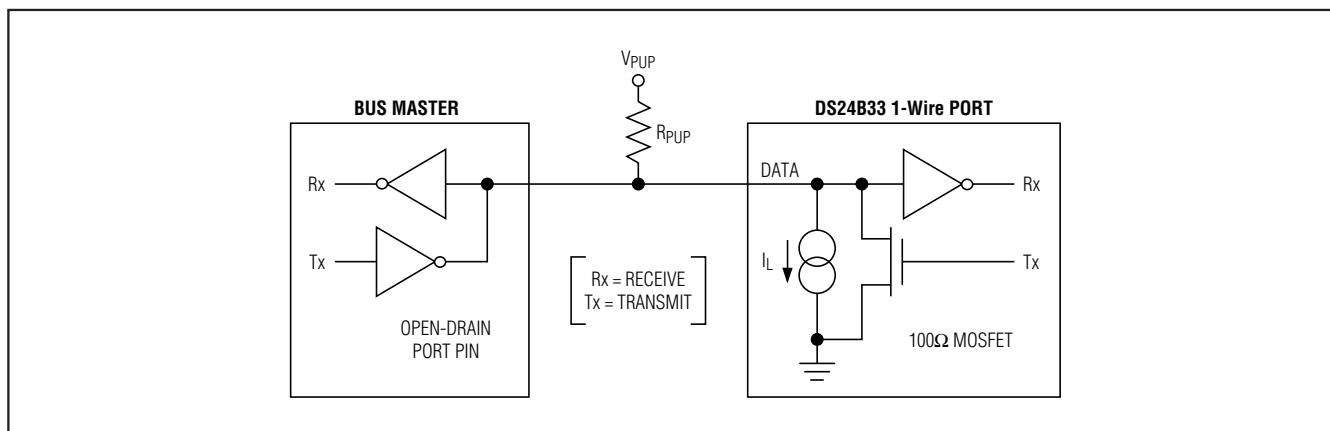 VPUP
BUS MASTER
DS24B33 1-Wire PORT
RPUP
Rx
DATA
Rx
Tx
IL
Tx
Rx = RECEIVE
Tx = TRANSMIT
OPEN-DRAIN
PORT PIN
100Ω MOSFET